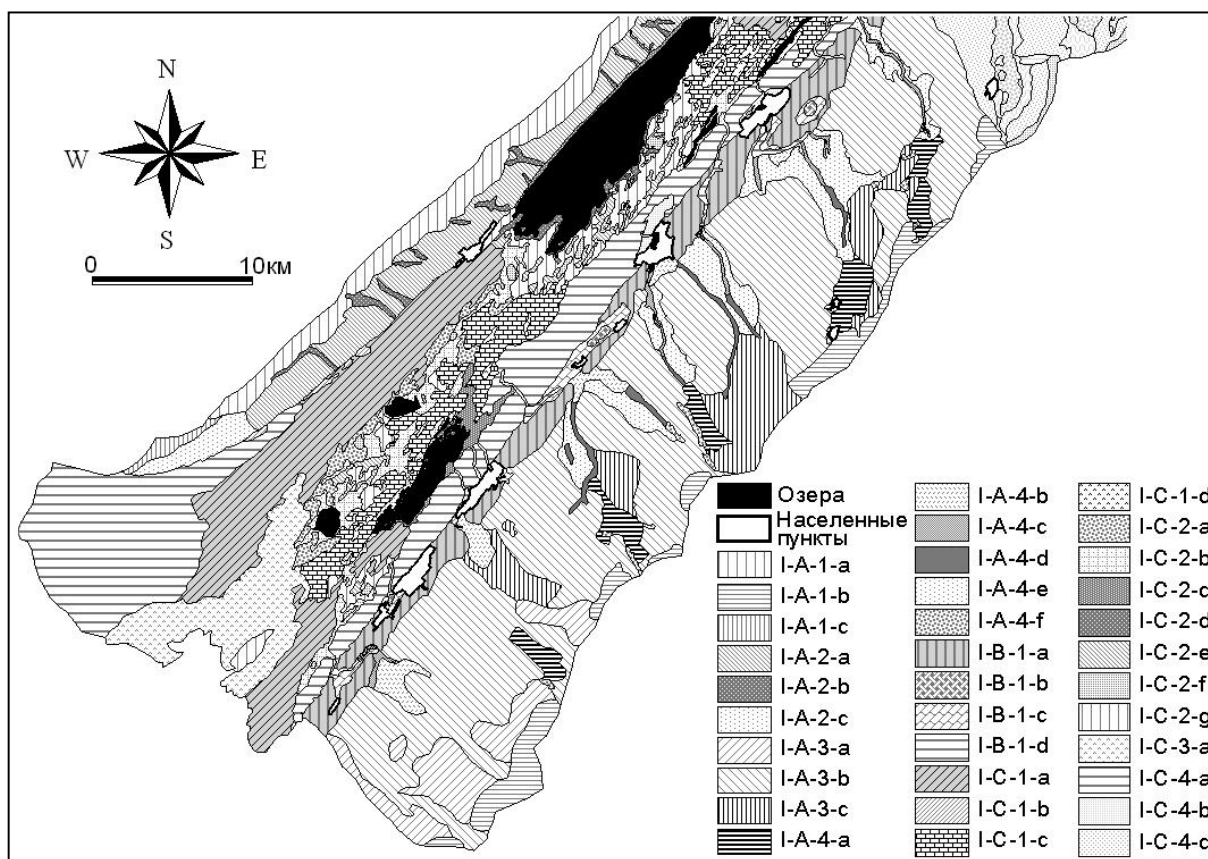 N
W E
S
0 10км
Озера
Населенные
пункты
I-A-1-a
I-A-1-b
I-A-1-c
I-A-2-a
I-A-2-b
I-A-2-c
I-A-3-a
I-A-3-b
I-A-3-c
I-A-4-a
I-A-4-b
I-A-4-c
I-A-4-d
I-A-4-e
I-A-4-f
I-B-1-a
I-B-1-b
I-B-1-c
I-B-1-d
I-C-1-a
I-C-1-b
I-C-1-c
I-C-1-d
I-C-2-a
I-C-2-b
I-C-2-c
I-C-2-d
I-C-2-e
I-C-2-f
I-C-2-g
I-C-3-a
I-C-4-a
I-C-4-b
I-C-4-c